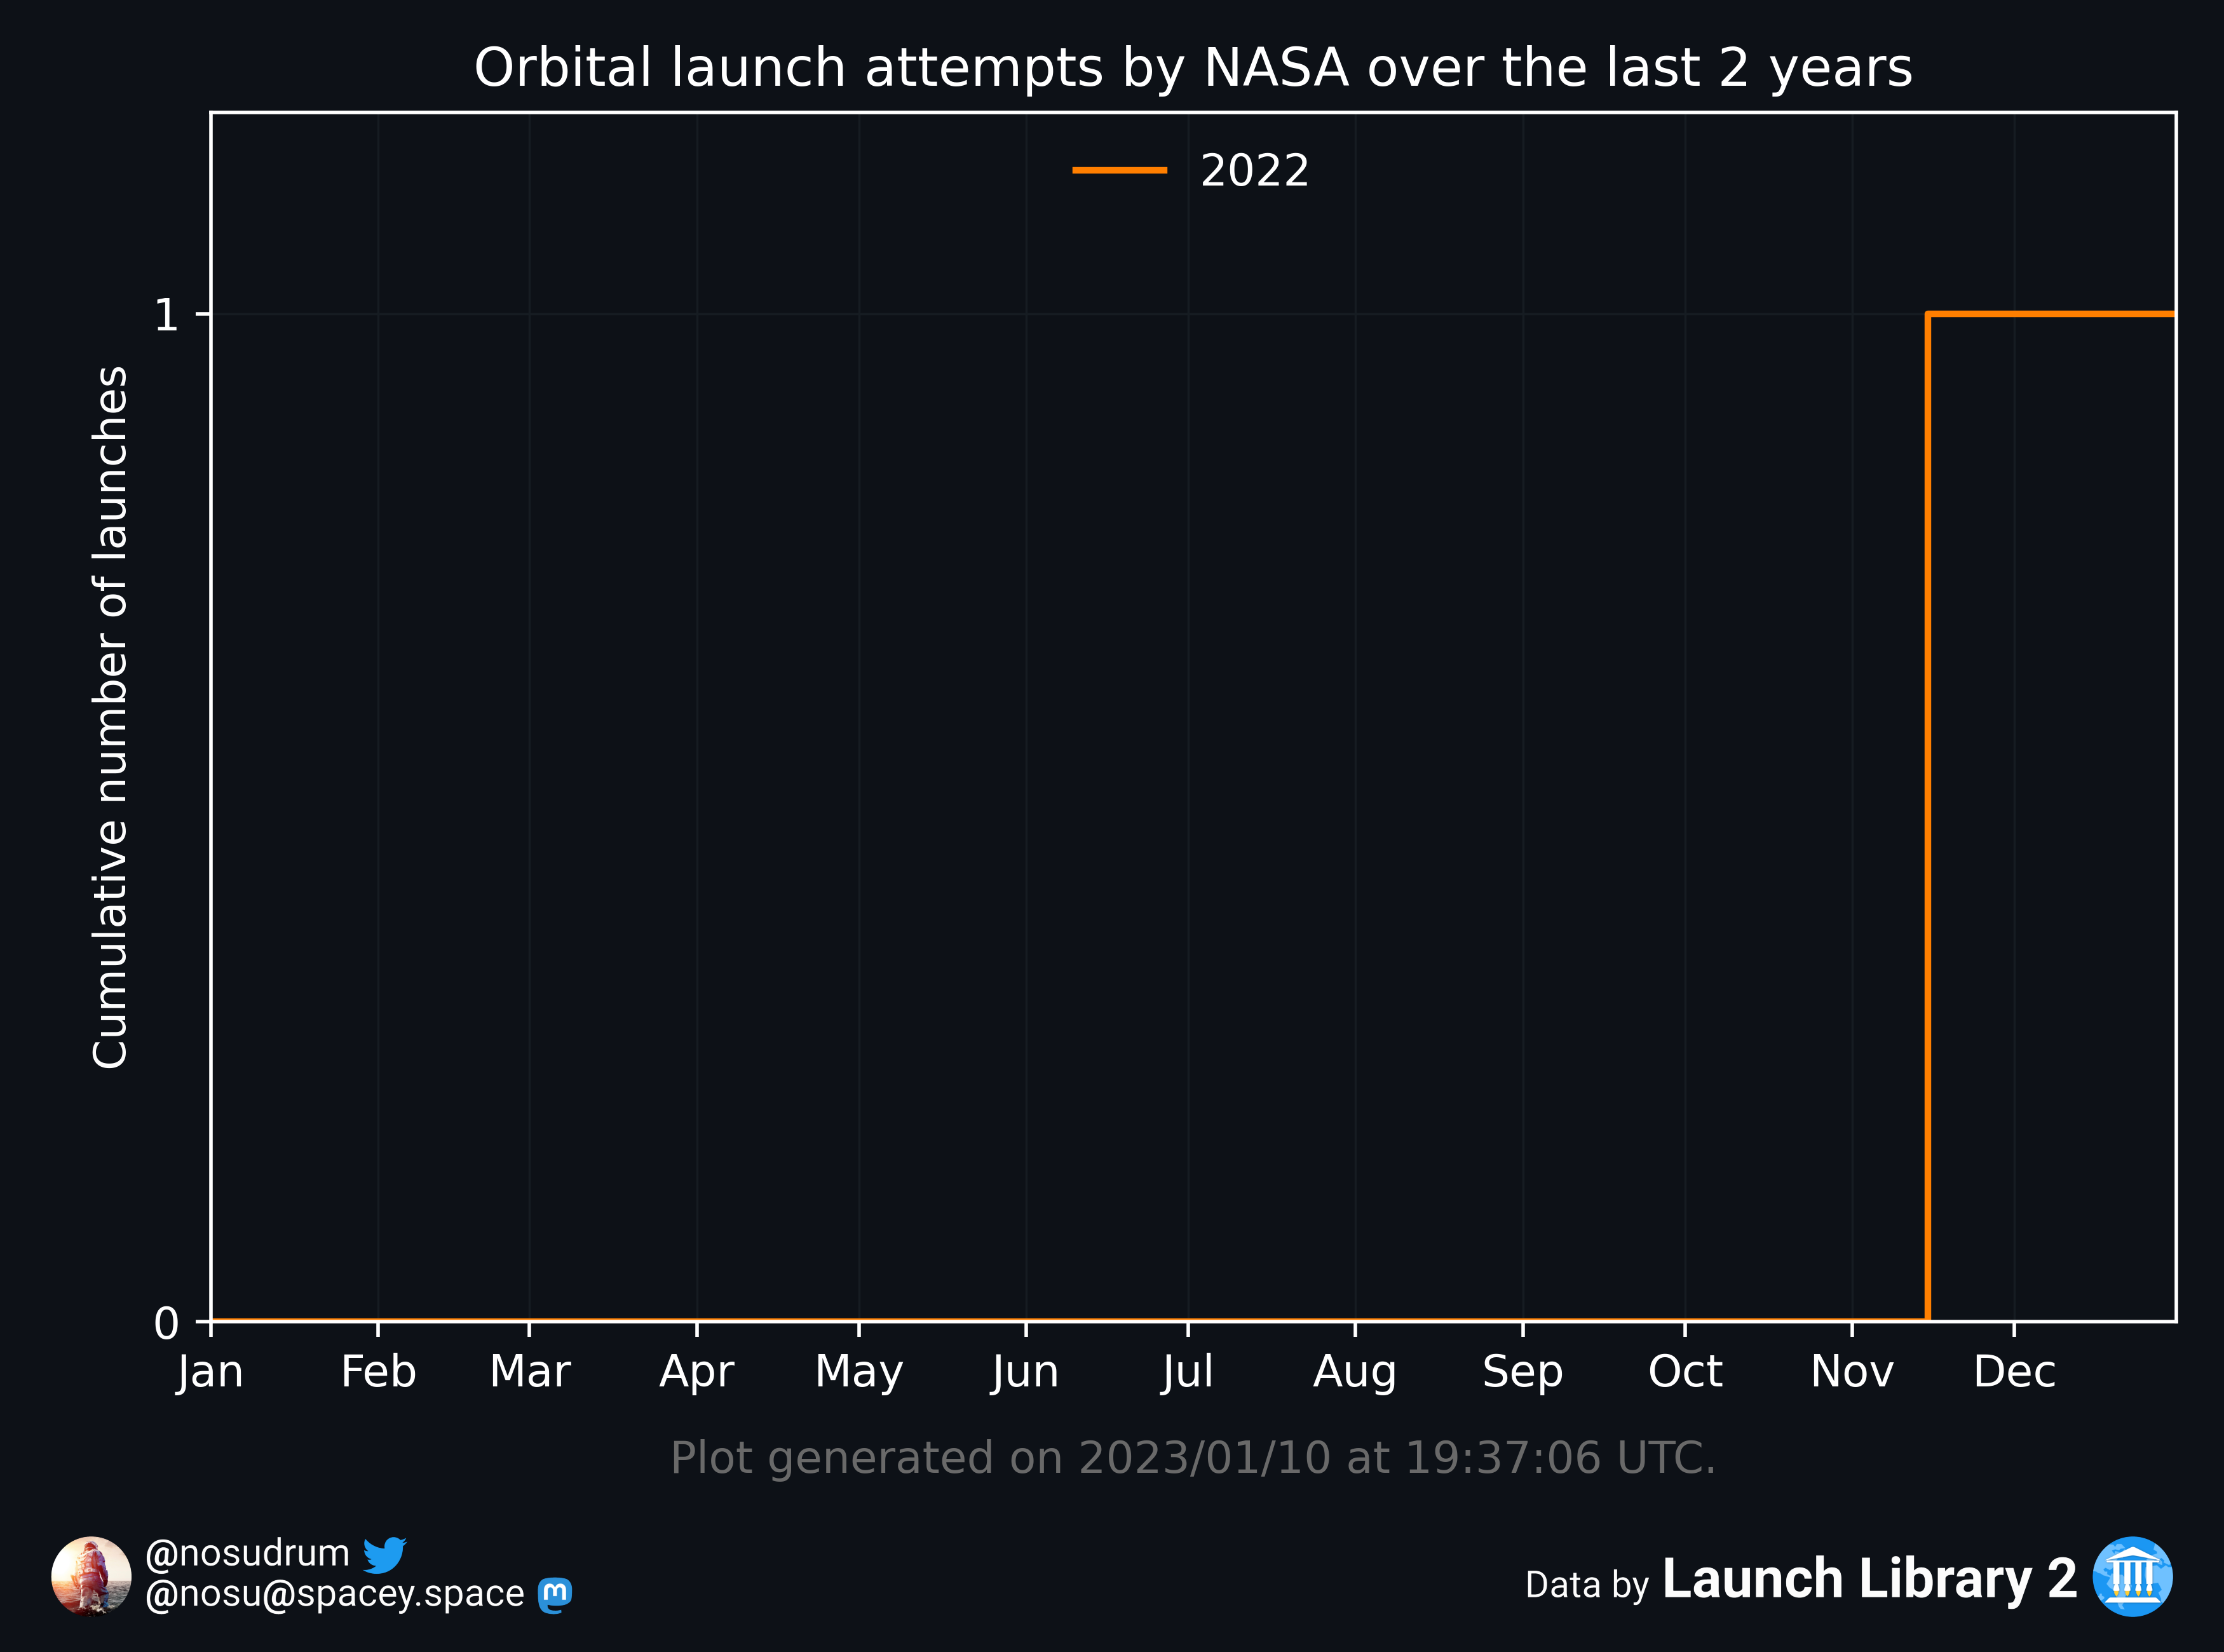 Orbital launch attempts by NASA over the last 2 years
2022
1
Cumulative number of launches
0
Jan Feb Mar Apr May Jun Jul Aug Sep Oct Nov Dec
Plot generated on 2023/01/10 at 19:37:06 UTC.
@nosudrum
@nosu@spacey.space
Data by Launch Library 2